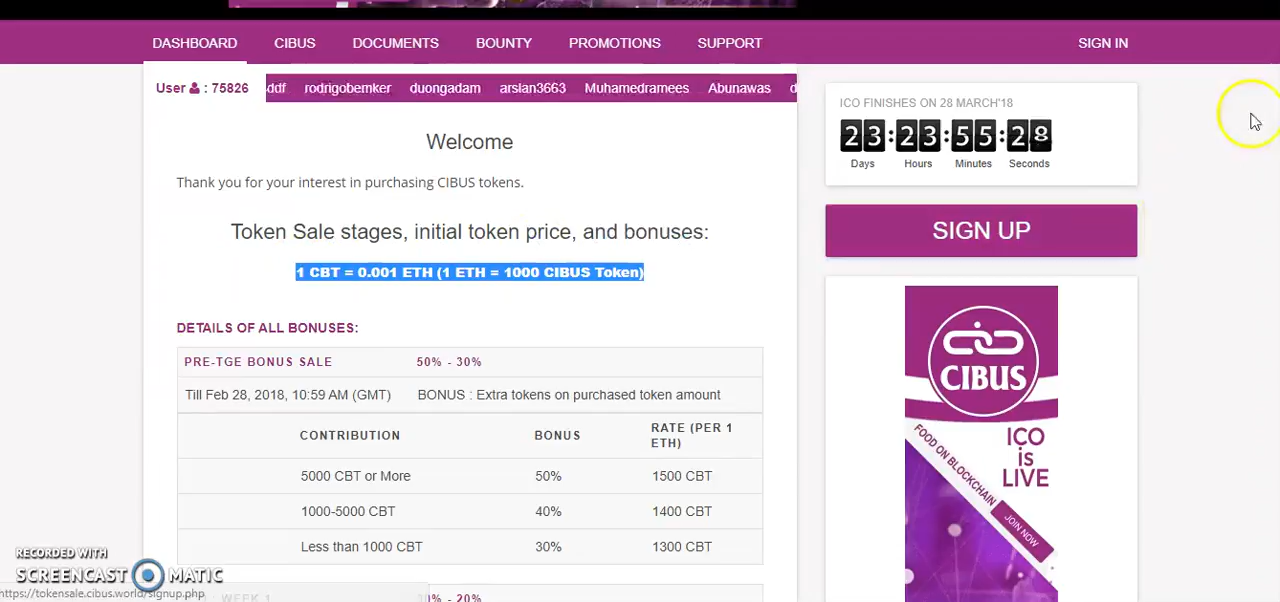 DASHBOARD CIBUS DOCUMENTS BOUNTY PROMOTIONS SUPPORT SIGN IN
User : 75826 ddf rodrigobemker duongadam arslan3663 Muhamedramees Abunawas d
ICO FINISHES ON 28 MARCH'18
23 : 23 : 55 : 28
Days Hours Minutes Seconds
Welcome
Thank you for your interest in purchasing CIBUS tokens.
SIGN UP
Token Sale stages, initial token price, and bonuses:
1 CBT = 0.001 ETH (1 ETH = 1000 CIBUS Token)
DETAILS OF ALL BONUSES:
PRE-TGE BONUS SALE 50% - 30%
Till Feb 28, 2018, 10:59 AM (GMT) BONUS : Extra tokens on purchased token amount
CONTRIBUTION BONUS RATE (PER 1
ETH)
5000 CBT or More 50% 1500 CBT
1000-5000 CBT 40% 1400 CBT
Less than 1000 CBT 30% 1300 CBT
WEEK 1 - 20%
CIBUS
FOOD ON BLOCKCHAIN
ICO
is
LIVE
JOIN NOW
RECORDED WITH
SCREENCAST MATIC
https://tokensale.cibus.world/signup.php